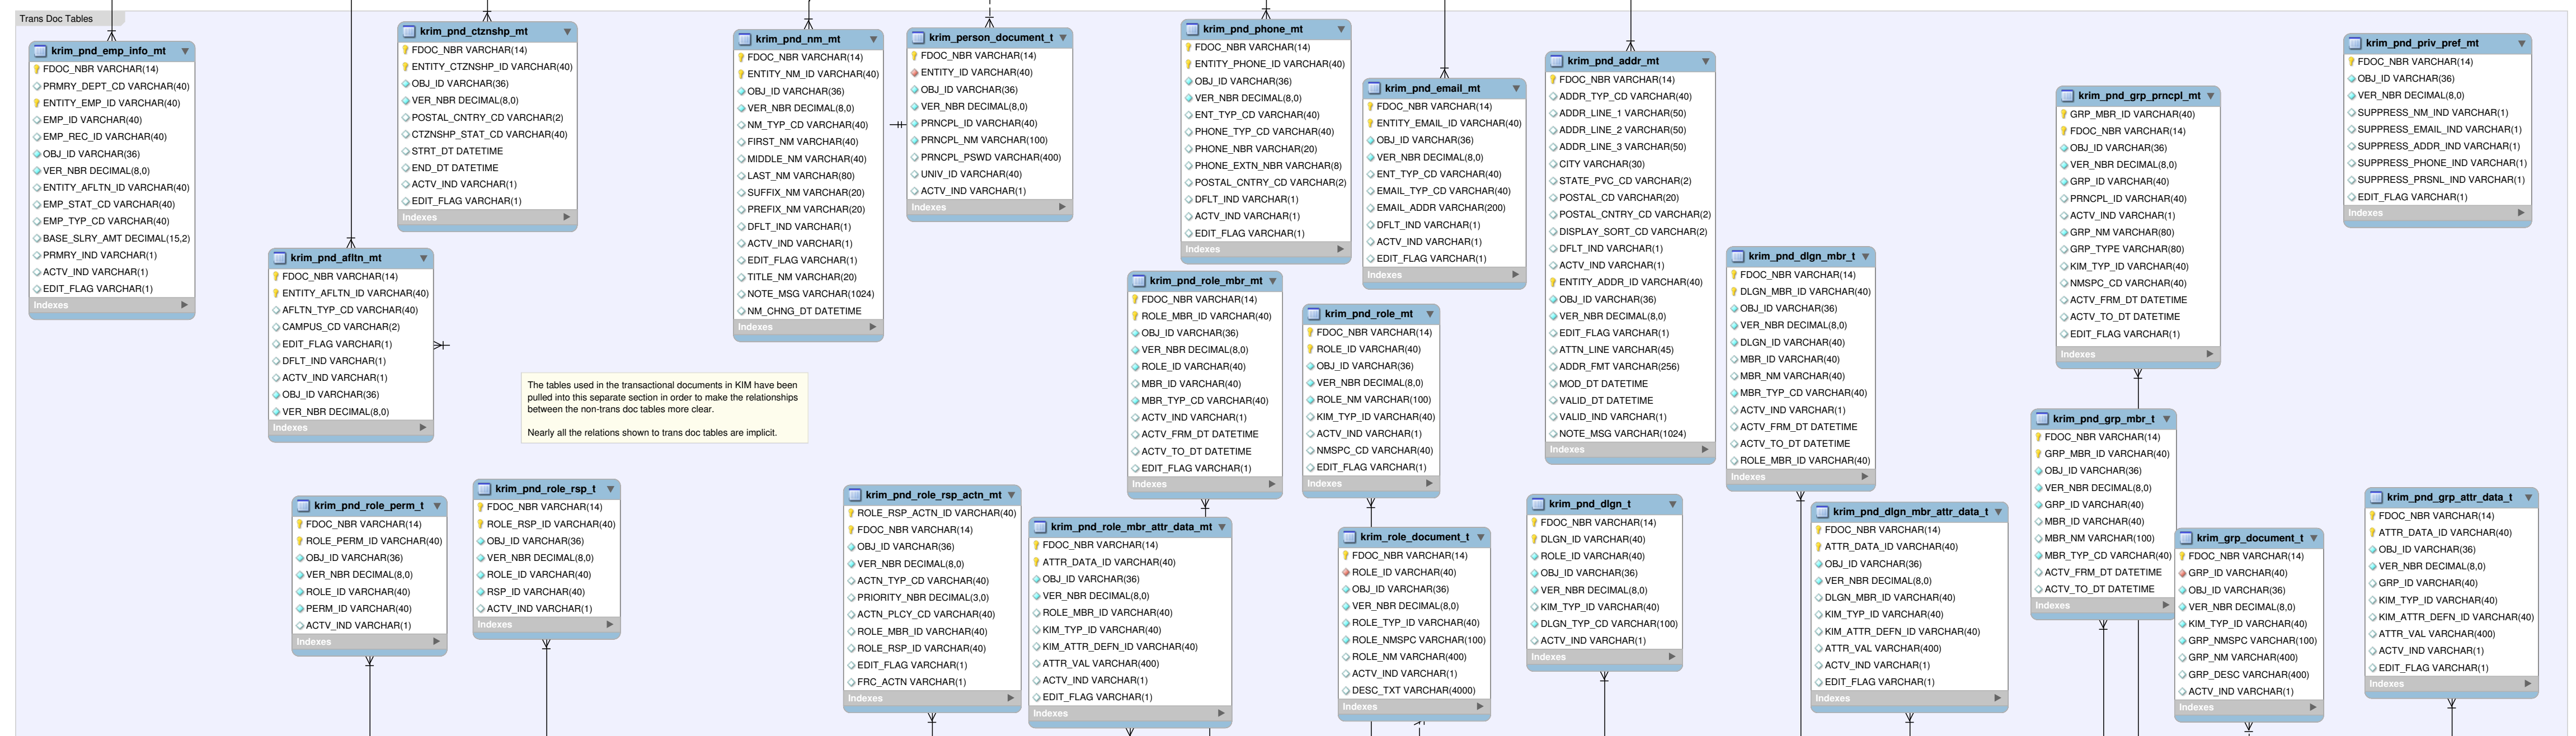 Trans Doc Tables
krim_pnd_emp_info_mt
FDOC_NBR VARCHAR(14)
PRMRY_DEPT_CD VARCHAR(40)
ENTITY_EMP_ID VARCHAR(40)
EMP_ID VARCHAR(40)
EMP_REC_ID VARCHAR(40)
OBJ_ID VARCHAR(36)
VER_NBR DECIMAL(8,0)
ENTITY_AFLTN_ID VARCHAR(40)
EMP_STAT_CD VARCHAR(40)
EMP_TYP_CD VARCHAR(40)
BASE_SLRY_AMT DECIMAL(15,2)
PRMRY_IND VARCHAR(1)
ACTV_IND VARCHAR(1)
EDIT_FLAG VARCHAR(1)
Indexes
krim_pnd_ctznshp_mt
FDOC_NBR VARCHAR(14)
ENTITY_CTZNSHP_ID VARCHAR(40)
OBJ_ID VARCHAR(36)
VER_NBR DECIMAL(8,0)
POSTAL_CNTRY_CD VARCHAR(2)
CTZNSHP_STAT_CD VARCHAR(40)
STRT_DT DATETIME
END_DT DATETIME
ACTV_IND VARCHAR(1)
EDIT_FLAG VARCHAR(1)
Indexes
krim_pnd_afltn_mt
FDOC_NBR VARCHAR(14)
ENTITY_AFLTN_ID VARCHAR(40)
AFLTN_TYP_CD VARCHAR(40)
CAMPUS_CD VARCHAR(2)
EDIT_FLAG VARCHAR(1)
DFLT_IND VARCHAR(1)
ACTV_IND VARCHAR(1)
OBJ_ID VARCHAR(36)
VER_NBR DECIMAL(8,0)
Indexes
krim_pnd_nm_mt
FDOC_NBR VARCHAR(14)
ENTITY_NM_ID VARCHAR(40)
OBJ_ID VARCHAR(36)
VER_NBR DECIMAL(8,0)
NM_TYP_CD VARCHAR(40)
FIRST_NM VARCHAR(40)
MIDDLE_NM VARCHAR(40)
LAST_NM VARCHAR(80)
SUFFIX_NM VARCHAR(20)
PREFIX_NM VARCHAR(20)
DFLT_IND VARCHAR(1)
ACTV_IND VARCHAR(1)
EDIT_FLAG VARCHAR(1)
TITLE_NM VARCHAR(20)
NOTE_MSG VARCHAR(1024)
NM_CHNG_DT DATETIME
Indexes
krim_person_document_t
FDOC_NBR VARCHAR(14)
ENTITY_ID VARCHAR(40)
OBJ_ID VARCHAR(36)
VER_NBR DECIMAL(8,0)
PRNCPL_ID VARCHAR(40)
PRNCPL_NM VARCHAR(100)
PRNCPL_PSWD VARCHAR(400)
UNIV_ID VARCHAR(40)
ACTV_IND VARCHAR(1)
Indexes
krim_pnd_phone_mt
FDOC_NBR VARCHAR(14)
ENTITY_PHONE_ID VARCHAR(40)
OBJ_ID VARCHAR(36)
VER_NBR DECIMAL(8,0)
ENT_TYP_CD VARCHAR(40)
PHONE_TYP_CD VARCHAR(40)
PHONE_NBR VARCHAR(20)
PHONE_EXTN_NBR VARCHAR(8)
POSTAL_CNTRY_CD VARCHAR(2)
DFLT_IND VARCHAR(1)
ACTV_IND VARCHAR(1)
EDIT_FLAG VARCHAR(1)
Indexes
krim_pnd_email_mt
FDOC_NBR VARCHAR(14)
ENTITY_EMAIL_ID VARCHAR(40)
OBJ_ID VARCHAR(36)
VER_NBR DECIMAL(8,0)
ENT_TYP_CD VARCHAR(40)
EMAIL_TYP_CD VARCHAR(40)
EMAIL_ADDR VARCHAR(200)
DFLT_IND VARCHAR(1)
ACTV_IND VARCHAR(1)
EDIT_FLAG VARCHAR(1)
Indexes
krim_pnd_addr_mt
FDOC_NBR VARCHAR(14)
ADDR_TYP_CD VARCHAR(40)
ADDR_LINE_1 VARCHAR(50)
ADDR_LINE_2 VARCHAR(50)
ADDR_LINE_3 VARCHAR(50)
CITY VARCHAR(30)
STATE_PVC_CD VARCHAR(2)
POSTAL_CD VARCHAR(20)
POSTAL_CNTRY_CD VARCHAR(2)
DISPLAY_SORT_CD VARCHAR(2)
DFLT_IND VARCHAR(1)
ACTV_IND VARCHAR(1)
ENTITY_ADDR_ID VARCHAR(40)
OBJ_ID VARCHAR(36)
VER_NBR DECIMAL(8,0)
EDIT_FLAG VARCHAR(1)
ATTN_LINE VARCHAR(45)
ADDR_FMT VARCHAR(256)
MOD_DT DATETIME
VALID_DT DATETIME
VALID_IND VARCHAR(1)
NOTE_MSG VARCHAR(1024)
Indexes
krim_pnd_grp_prncpl_mt
GRP_MBR_ID VARCHAR(40)
FDOC_NBR VARCHAR(14)
OBJ_ID VARCHAR(36)
VER_NBR DECIMAL(8,0)
GRP_ID VARCHAR(40)
PRNCPL_ID VARCHAR(40)
ACTV_IND VARCHAR(1)
GRP_NM VARCHAR(80)
GRP_TYPE VARCHAR(80)
KIM_TYP_ID VARCHAR(40)
NMSPC_CD VARCHAR(40)
ACTV_FRM_DT DATETIME
ACTV_TO_DT DATETIME
EDIT_FLAG VARCHAR(1)
Indexes
krim_pnd_priv_pref_mt
FDOC_NBR VARCHAR(14)
OBJ_ID VARCHAR(36)
VER_NBR DECIMAL(8,0)
SUPPRESS_NM_IND VARCHAR(1)
SUPPRESS_EMAIL_IND VARCHAR(1)
SUPPRESS_ADDR_IND VARCHAR(1)
SUPPRESS_PHONE_IND VARCHAR(1)
SUPPRESS_PRSNL_IND VARCHAR(1)
EDIT_FLAG VARCHAR(1)
Indexes
The tables used in the transactional documents in KIM have been
pulled into this separate section in order to make the relationships
between the non-trans doc tables more clear.
Nearly all the relations shown to trans doc tables are implicit.
krim_pnd_role_mbr_mt
FDOC_NBR VARCHAR(14)
ROLE_MBR_ID VARCHAR(40)
OBJ_ID VARCHAR(36)
VER_NBR DECIMAL(8,0)
ROLE_ID VARCHAR(40)
MBR_ID VARCHAR(40)
MBR_TYP_CD VARCHAR(40)
ACTV_IND VARCHAR(1)
ACTV_FRM_DT DATETIME
ACTV_TO_DT DATETIME
EDIT_FLAG VARCHAR(1)
Indexes
krim_pnd_role_mt
FDOC_NBR VARCHAR(14)
ROLE_ID VARCHAR(40)
OBJ_ID VARCHAR(36)
VER_NBR DECIMAL(8,0)
ROLE_NM VARCHAR(100)
KIM_TYP_ID VARCHAR(40)
ACTV_IND VARCHAR(1)
NMSPC_CD VARCHAR(40)
EDIT_FLAG VARCHAR(1)
Indexes
krim_pnd_dlgn_mbr_t
FDOC_NBR VARCHAR(14)
DLGN_MBR_ID VARCHAR(40)
OBJ_ID VARCHAR(36)
VER_NBR DECIMAL(8,0)
DLGN_ID VARCHAR(40)
MBR_ID VARCHAR(40)
MBR_NM VARCHAR(40)
MBR_TYP_CD VARCHAR(40)
ACTV_IND VARCHAR(1)
ACTV_FRM_DT DATETIME
ACTV_TO_DT DATETIME
ROLE_MBR_ID VARCHAR(40)
Indexes
krim_pnd_grp_mbr_t
FDOC_NBR VARCHAR(14)
GRP_MBR_ID VARCHAR(40)
OBJ_ID VARCHAR(36)
VER_NBR DECIMAL(8,0)
GRP_ID VARCHAR(40)
MBR_ID VARCHAR(40)
MBR_NM VARCHAR(100)
MBR_TYP_CD VARCHAR(40)
ACTV_FRM_DT DATETIME
ACTV_TO_DT DATETIME
Indexes
krim_pnd_role_perm_t
FDOC_NBR VARCHAR(14)
ROLE_PERM_ID VARCHAR(40)
OBJ_ID VARCHAR(36)
VER_NBR DECIMAL(8,0)
ROLE_ID VARCHAR(40)
PERM_ID VARCHAR(40)
ACTV_IND VARCHAR(1)
Indexes
krim_pnd_role_rsp_t
FDOC_NBR VARCHAR(14)
ROLE_RSP_ID VARCHAR(40)
OBJ_ID VARCHAR(36)
VER_NBR DECIMAL(8,0)
ROLE_ID VARCHAR(40)
RSP_ID VARCHAR(40)
ACTV_IND VARCHAR(1)
Indexes
krim_pnd_role_rsp_actn_mt
ROLE_RSP_ACTN_ID VARCHAR(40)
FDOC_NBR VARCHAR(14)
OBJ_ID VARCHAR(36)
VER_NBR DECIMAL(8,0)
ACTN_TYP_CD VARCHAR(40)
PRIORITY_NBR DECIMAL(3,0)
ACTN_PLCY_CD VARCHAR(40)
ROLE_MBR_ID VARCHAR(40)
ROLE_RSP_ID VARCHAR(40)
EDIT_FLAG VARCHAR(1)
FRC_ACTN VARCHAR(1)
Indexes
krim_pnd_role_mbr_attr_data_mt
FDOC_NBR VARCHAR(14)
ATTR_DATA_ID VARCHAR(40)
OBJ_ID VARCHAR(36)
VER_NBR DECIMAL(8,0)
ROLE_MBR_ID VARCHAR(40)
KIM_TYP_ID VARCHAR(40)
KIM_ATTR_DEFN_ID VARCHAR(40)
ATTR_VAL VARCHAR(400)
ACTV_IND VARCHAR(1)
EDIT_FLAG VARCHAR(1)
Indexes
krim_role_document_t
FDOC_NBR VARCHAR(14)
ROLE_ID VARCHAR(40)
OBJ_ID VARCHAR(36)
VER_NBR DECIMAL(8,0)
ROLE_TYP_ID VARCHAR(40)
ROLE_NMSPC VARCHAR(100)
ROLE_NM VARCHAR(400)
ACTV_IND VARCHAR(1)
DESC_TXT VARCHAR(4000)
Indexes
krim_pnd_dlgn_t
FDOC_NBR VARCHAR(14)
DLGN_ID VARCHAR(40)
ROLE_ID VARCHAR(40)
OBJ_ID VARCHAR(36)
VER_NBR DECIMAL(8,0)
KIM_TYP_ID VARCHAR(40)
DLGN_TYP_CD VARCHAR(100)
ACTV_IND VARCHAR(1)
Indexes
krim_pnd_dlgn_mbr_attr_data_t
FDOC_NBR VARCHAR(14)
ATTR_DATA_ID VARCHAR(40)
OBJ_ID VARCHAR(36)
VER_NBR DECIMAL(8,0)
DLGN_MBR_ID VARCHAR(40)
KIM_TYP_ID VARCHAR(40)
KIM_ATTR_DEFN_ID VARCHAR(40)
ATTR_VAL VARCHAR(400)
ACTV_IND VARCHAR(1)
EDIT_FLAG VARCHAR(1)
Indexes
krim_grp_document_t
FDOC_NBR VARCHAR(14)
GRP_ID VARCHAR(40)
OBJ_ID VARCHAR(36)
VER_NBR DECIMAL(8,0)
KIM_TYP_ID VARCHAR(40)
GRP_NMSPC VARCHAR(100)
GRP_NM VARCHAR(400)
GRP_DESC VARCHAR(400)
ACTV_IND VARCHAR(1)
Indexes
krim_pnd_grp_attr_data_t
FDOC_NBR VARCHAR(14)
ATTR_DATA_ID VARCHAR(40)
OBJ_ID VARCHAR(36)
VER_NBR DECIMAL(8,0)
GRP_ID VARCHAR(40)
KIM_TYP_ID VARCHAR(40)
KIM_ATTR_DEFN_ID VARCHAR(40)
ATTR_VAL VARCHAR(400)
ACTV_IND VARCHAR(1)
EDIT_FLAG VARCHAR(1)
Indexes